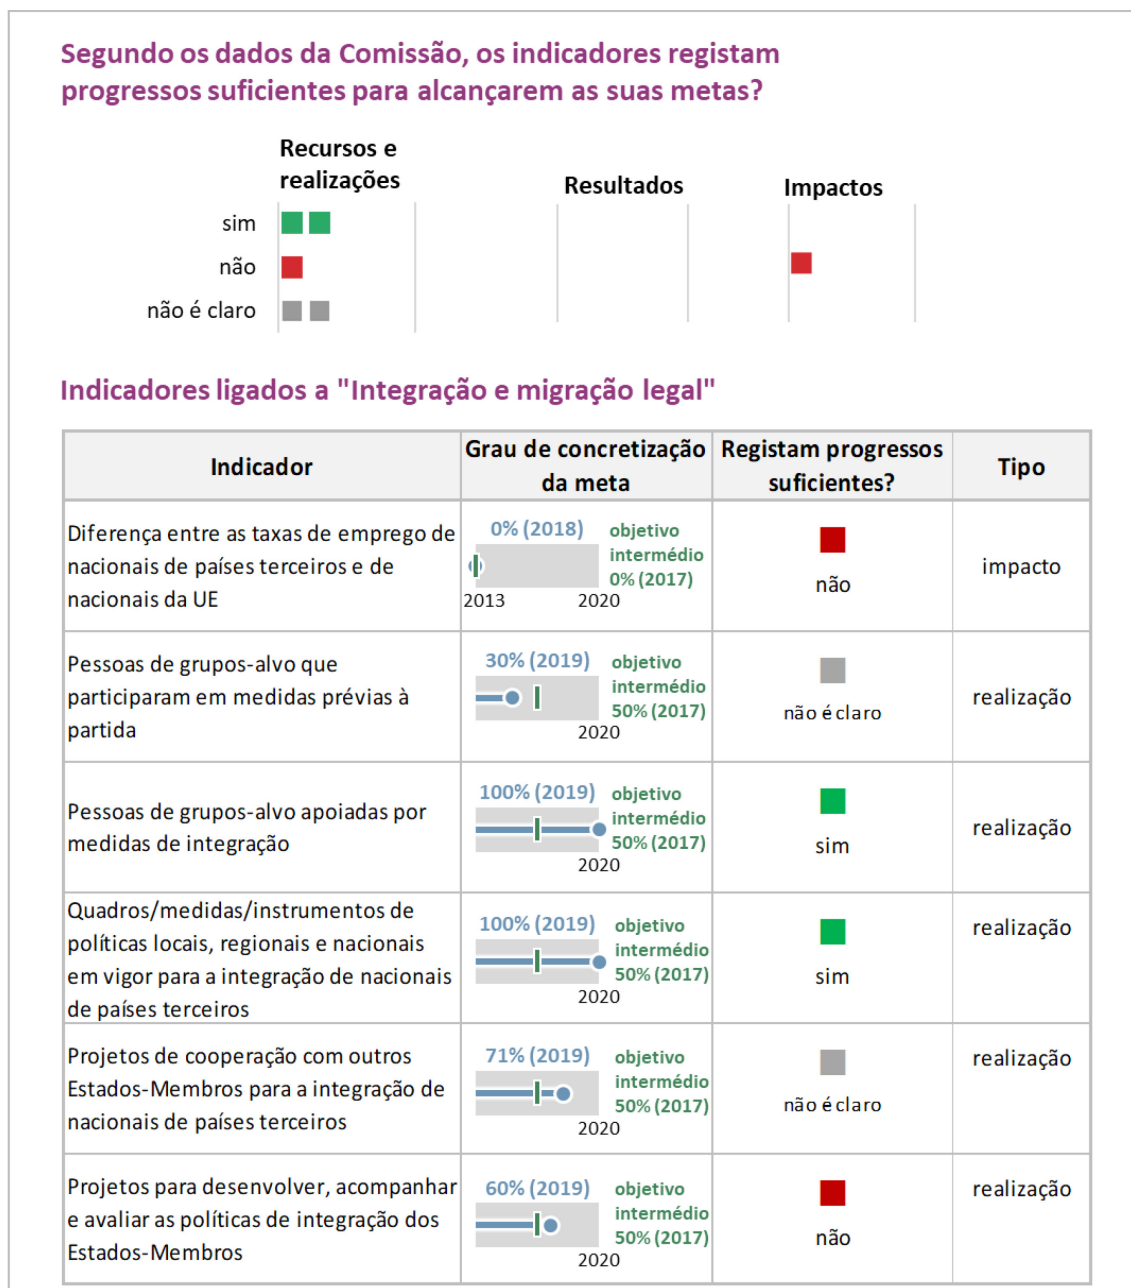 Segundo os dados da Comissão, os indicadores registam
progressos suficientes para alcançarem as suas metas?
Recursos e
realizações
Resultados
Impactos
sim
não
não é claro
Indicadores ligados a "Integração e migração legal"
Indicador
Grau de concretização
da meta
Registam progressos
suficientes?
Tipo
Diferença entre as taxas de emprego de
nacionais de países terceiros e de
nacionais da UE
0% (2018)
objetivo
intermédio
0% (2017)
2013
2020
não
impacto
Pessoas de grupos-alvo que
participaram em medidas prévias à
partida
30% (2019)
objetivo
intermédio
50% (2017)
2020
não é claro
realização
Pessoas de grupos-alvo apoiadas por
medidas de integração
100% (2019)
objetivo
intermédio
50% (2017)
2020
sim
realização
Quadros/medidas/instrumentos de
políticas locais, regionais e nacionais
em vigor para a integração de nacionais
de países terceiros
100% (2019)
objetivo
intermédio
50% (2017)
2020
sim
realização
Projetos de cooperação com outros
Estados-Membros para a integração de
nacionais de países terceiros
71% (2019)
objetivo
intermédio
50% (2017)
2020
não é claro
realização
Projetos para desenvolver, acompanhar
e avaliar as políticas de integração dos
Estados-Membros
60% (2019)
objetivo
intermédio
50% (2017)
2020
não
realização